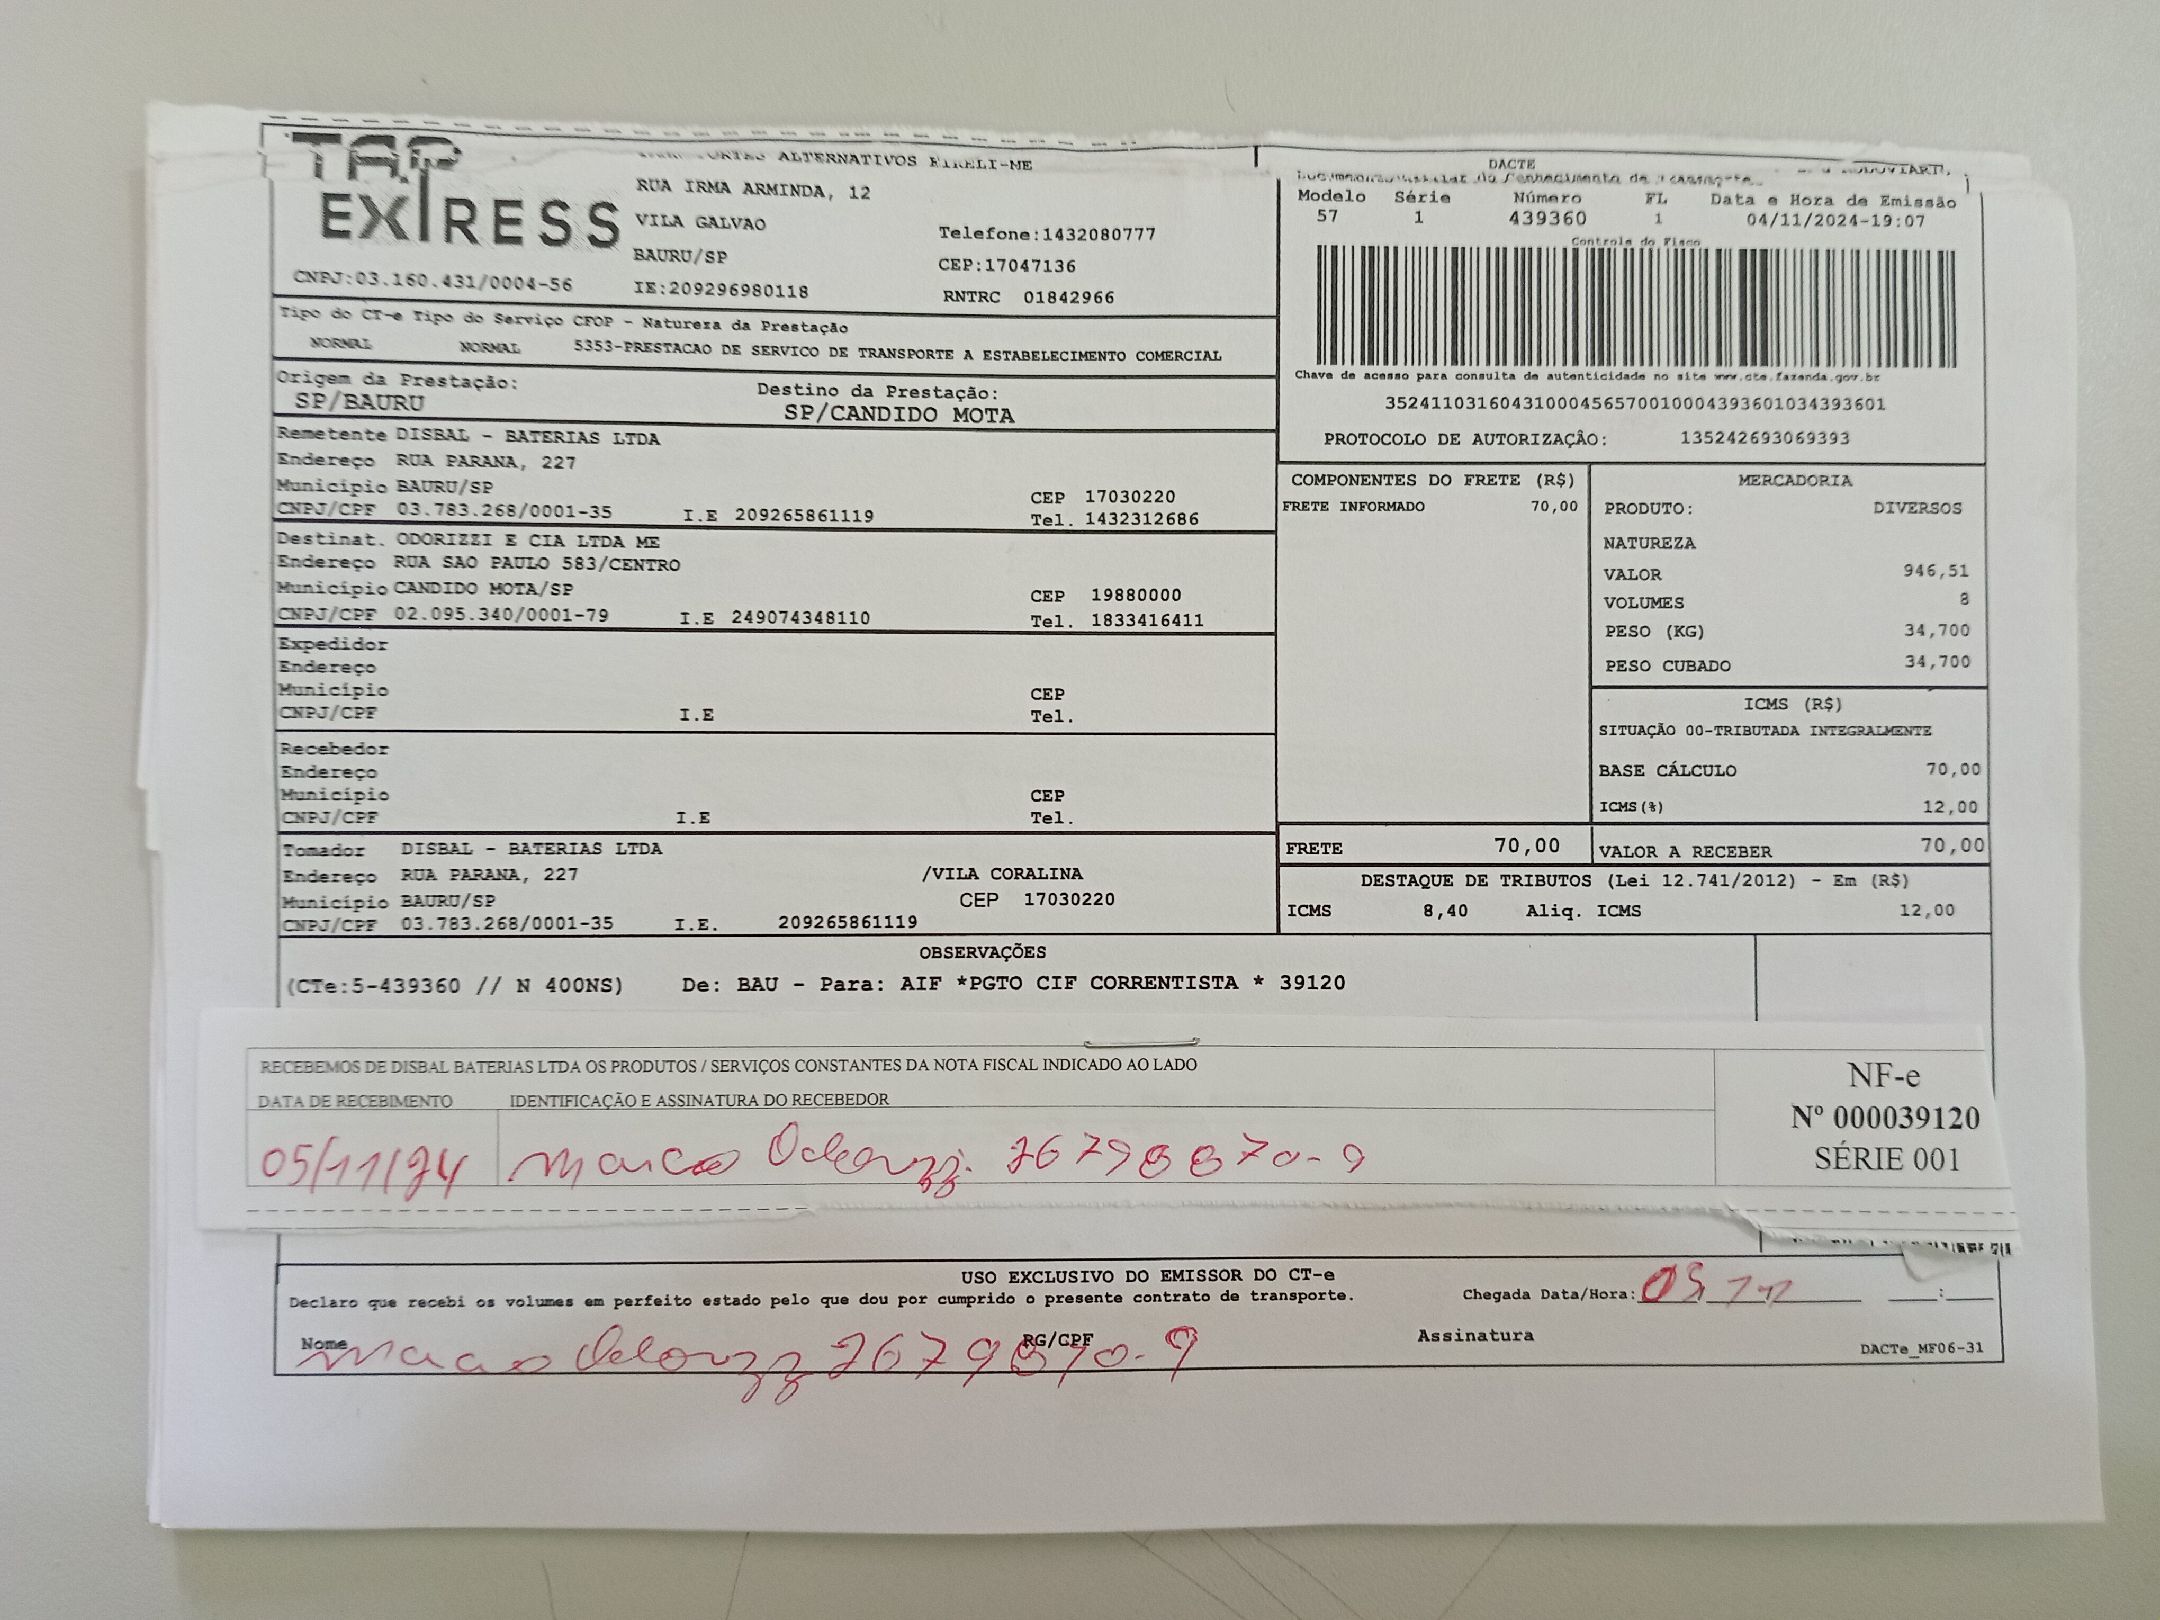 TAP
EXPRESS
ALTERNATIVOS EIRELI-ME
RUA IRMA ARMINDA, 12
VILA GALVAO
Telefone:1432080777
BAURU/SP
CEP:17047136
CNPJ:03.160.431/0004-56
IE:209296980118
RNTRC 01842966
DACTE
Modelo Série Número FL Data e Hora de Emissão
57 1 439360 1 04/11/2024-19:07
Controle do Fisco
Chave de acesso para consulta de autenticidade no site www.cte.fazenda.gov.br
35241103160431000456570010004393601034393601
PROTOCOLO DE AUTORIZAÇÂO: 135242693069393
Tipo do CT-e Tipo do Serviço CFOP - Natureza da Prestação
NORMAL NORMAL 5353-PRESTACAO DE SERVICO DE TRANSPORTE A ESTABELECIMENTO COMERCIAL
Origem da Prestação: Destino da Prestação:
SP/BAURU SP/CANDIDO MOTA
Remetente DISBAL - BATERIAS LTDA
Endereço RUA PARANA, 227
Município BAURU/SP CEP 17030220
CNPJ/CPF 03.783.268/0001-35 I.E 209265861119 Tel. 1432312686
Destinat. ODORIZZI E CIA LTDA ME
Endereço RUA SAO PAULO 583/CENTRO
Município CANDIDO MOTA/SP CEP 19880000
CNPJ/CPF 02.095.340/0001-79 I.E 249074348110 Tel. 1833416411
Expedidor
Endereço
Município CEP
CNPJ/CPF I.E Tel.
Recebedor
Endereço
Município CEP
CNPJ/CPF I.E Tel.
Tomador DISBAL - BATERIAS LTDA
Endereço RUA PARANA, 227 /VILA CORALINA
Município BAURU/SP CEP 17030220
CNPJ/CPF 03.783.268/0001-35 I.E. 209265861119
COMPONENTES DO FRETE (R$)
FRETE INFORMADO 70,00
MERCADORIA
PRODUTO: DIVERSOS
NATUREZA
VALOR 946,51
VOLUMES 8
PESO (KG) 34,700
PESO CUBADO 34,700
ICMS (R$)
SITUAÇÃO 00-TRIBUTADA INTEGRALMENTE
BASE CÁLCULO 70,00
ICMS(%) 12,00
FRETE 70,00 VALOR A RECEBER 70,00
DESTAQUE DE TRIBUTOS (Lei 12.741/2012) - Em (R$)
ICMS 8,40 Aliq. ICMS 12,00
OBSERVAÇÕES
(CTe:5-439360 // N 400NS) De: BAU - Para: AIF *PGTO CIF CORRENTISTA * 39120
RECEBEMOS DE DISBAL BATERIAS LTDA OS PRODUTOS / SERVIÇOS CONSTANTES DA NOTA FISCAL INDICADO AO LADO
DATA DE RECEBIMENTO IDENTIFICAÇÃO E ASSINATURA DO RECEBEDOR
05/11/24
NF-e
Nº 000039120
SÉRIE 001
USO EXCLUSIVO DO EMISSOR DO CT-e
Declaro que recebi os volumes em perfeito estado pelo que dou por cumprido o presente contrato de transporte.
Chegada Data/Hora: :
Nome RG/CPF Assinatura
DACTe_MF06-31